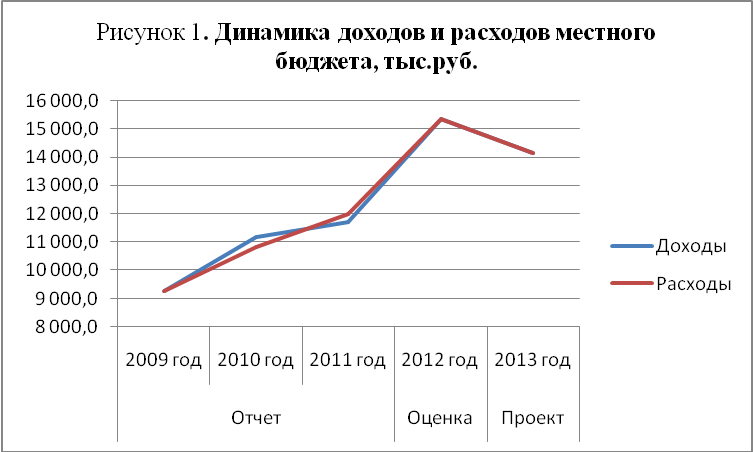 Рисунок 1. Динамика доходов и расходов местного
бюджета, тыс.руб.
16 000,0
15 000,0
14 000,0
13 000,0
12 000,0
11 000,0
10 000,0
9 000,0
8 000,0
2009 год 2010 год 2011 год 2012 год 2013 год
Отчет Оценка Проект
Доходы
Расходы